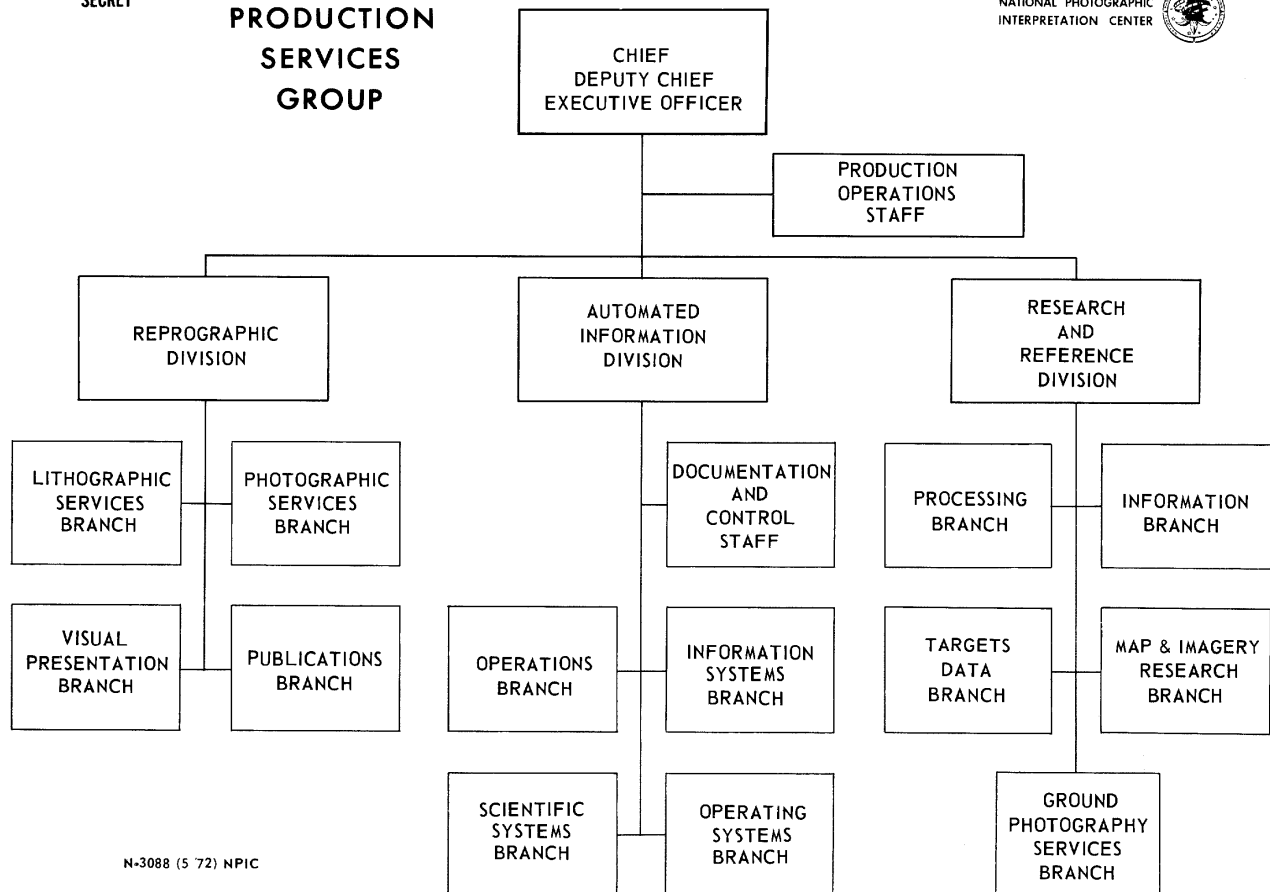 SECRET
PRODUCTION
SERVICES
GROUP
NATIONAL PHOTOGRAPHIC
INTERPRETATION CENTER
CHIEF
DEPUTY CHIEF
EXECUTIVE OFFICER
PRODUCTION
OPERATIONS
STAFF
REPROGRAPHIC
DIVISION
AUTOMATED
INFORMATION
DIVISION
RESEARCH
AND
REFERENCE
DIVISION
LITHOGRAPHIC
SERVICES
BRANCH
PHOTOGRAPHIC
SERVICES
BRANCH
DOCUMENTATION
AND
CONTROL
STAFF
PROCESSING
BRANCH
INFORMATION
BRANCH
VISUAL
PRESENTATION
BRANCH
PUBLICATIONS
BRANCH
OPERATIONS
BRANCH
INFORMATION
SYSTEMS
BRANCH
TARGETS
DATA
BRANCH
MAP & IMAGERY
RESEARCH
BRANCH
SCIENTIFIC
SYSTEMS
BRANCH
OPERATING
SYSTEMS
BRANCH
GROUND
PHOTOGRAPHY
SERVICES
BRANCH
N-3088 (5 72) NPIC